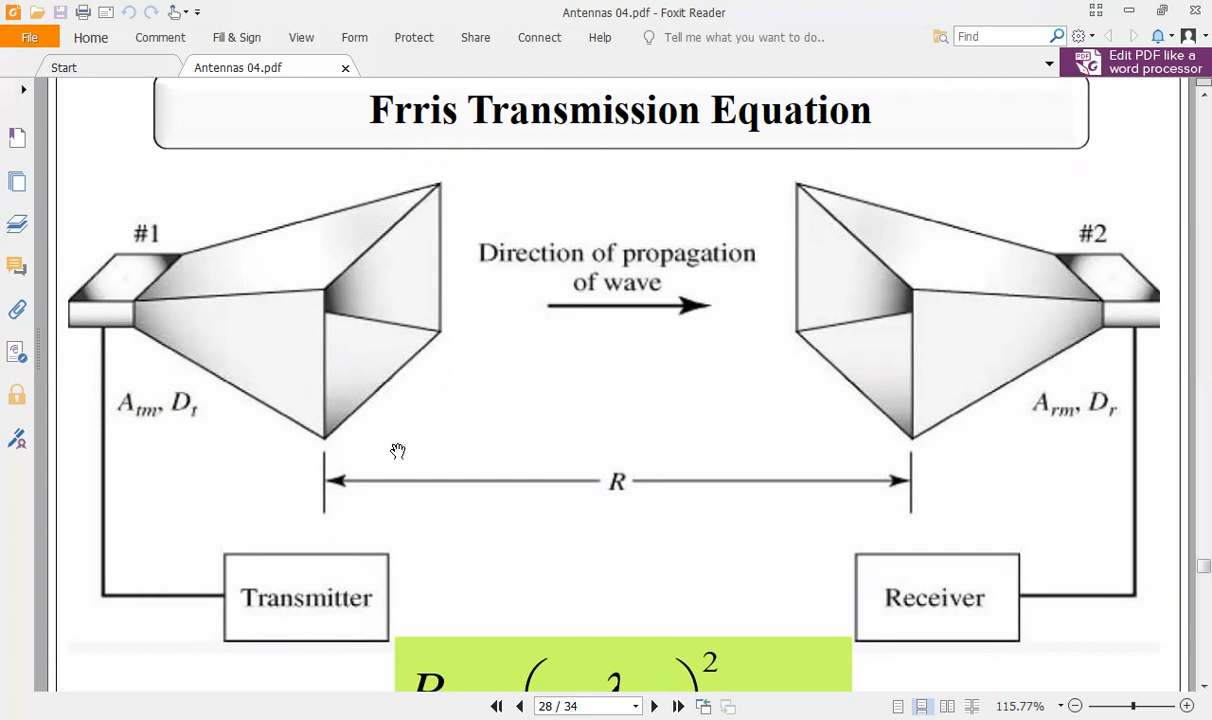 Antennas 04.pdf - Foxit Reader
File Home Comment Fill & Sign View Form Protect Share Connect Help Tell me what you want to do.. Find
Start Antennas 04.pdf
Edit PDF like a
word processor
Frris Transmission Equation
#1
#2
Direction of propagation
of wave
Atm, Dt
Arm, Dr
R
Transmitter
Receiver
2
28 / 34
115.77%